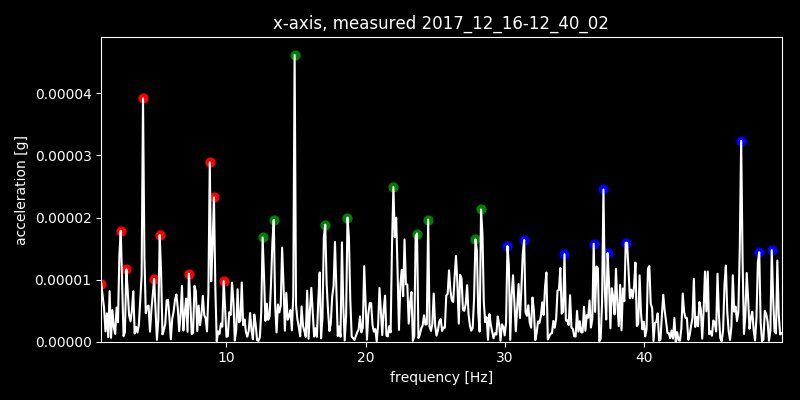 x-axis, measured 2017_12_16-12_40_02
acceleration [g]
0.00004
0.00003
0.00002
0.00001
0.00000
10 20 30 40
frequency [Hz]